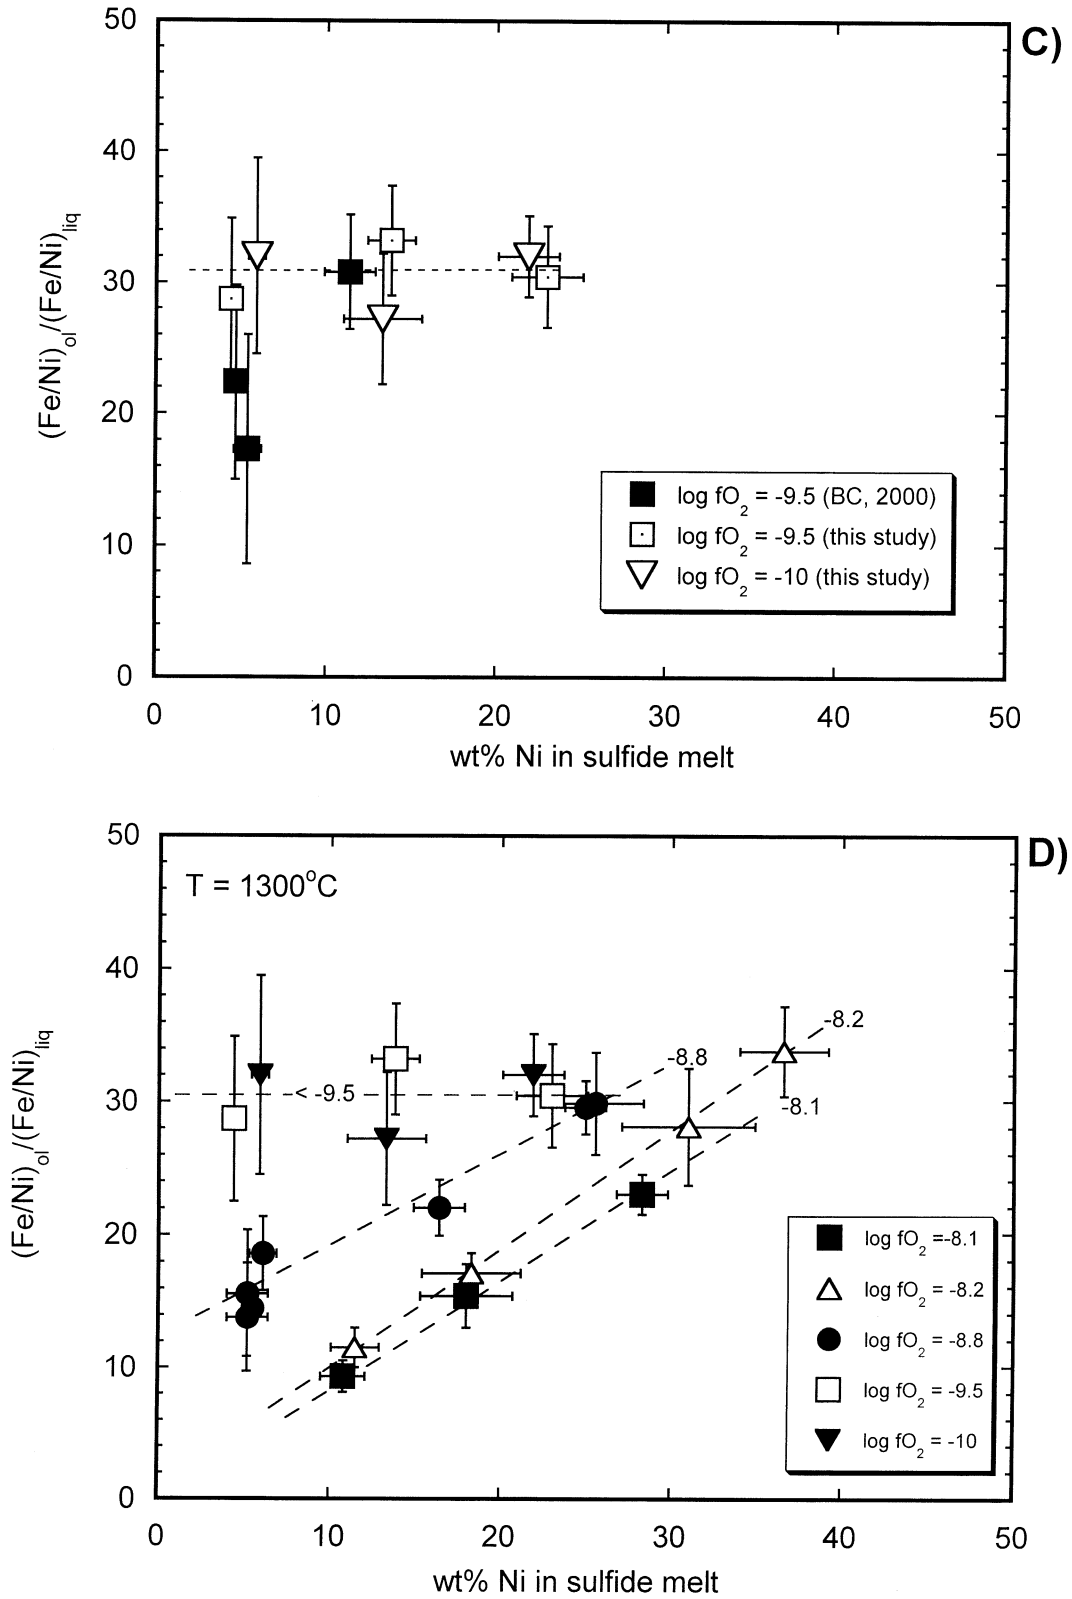 C)
50
40
30
20
10
0
(Fe/Ni)ol/(Fe/Ni)liq
log fO2 = -9.5 (BC, 2000)
log fO2 = -9.5 (this study)
log fO2 = -10 (this study)
0 10 20 30 40 50
wt% Ni in sulfide melt
D)
T = 1300°C
50
40
30
20
10
0
(Fe/Ni)ol/(Fe/Ni)liq
-8.2
-8.8
< -9.5
-8.1
log fO2 =-8.1
log fO2 = -8.2
log fO2 = -8.8
log fO2 = -9.5
log fO2 = -10
0 10 20 30 40 50
wt% Ni in sulfide melt